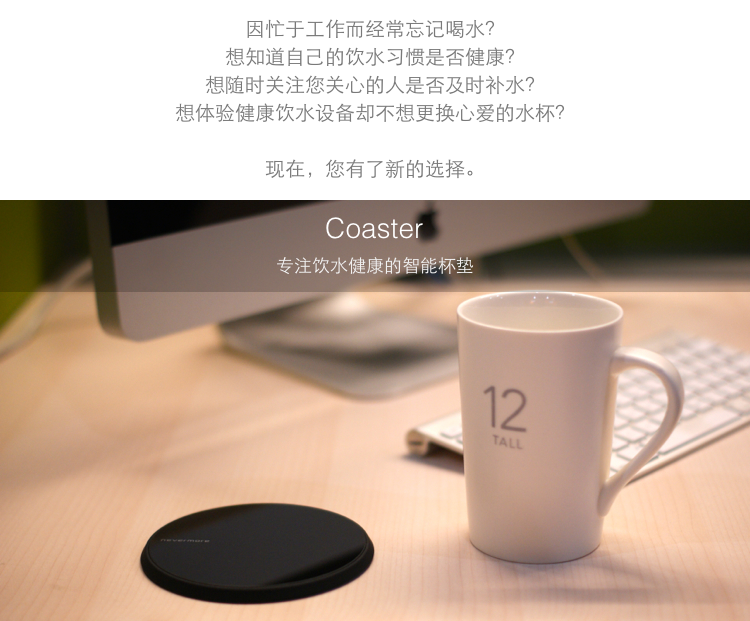 因忙于工作而经常忘记喝水？
想知道自己的饮水习惯是否健康？
想随时关注您关心的人是否及时补水？
想体验健康饮水设备却不想更换心爱的水杯？
现在，您有了新的选择。
Coaster
专注饮水健康的智能杯垫
12
TALL